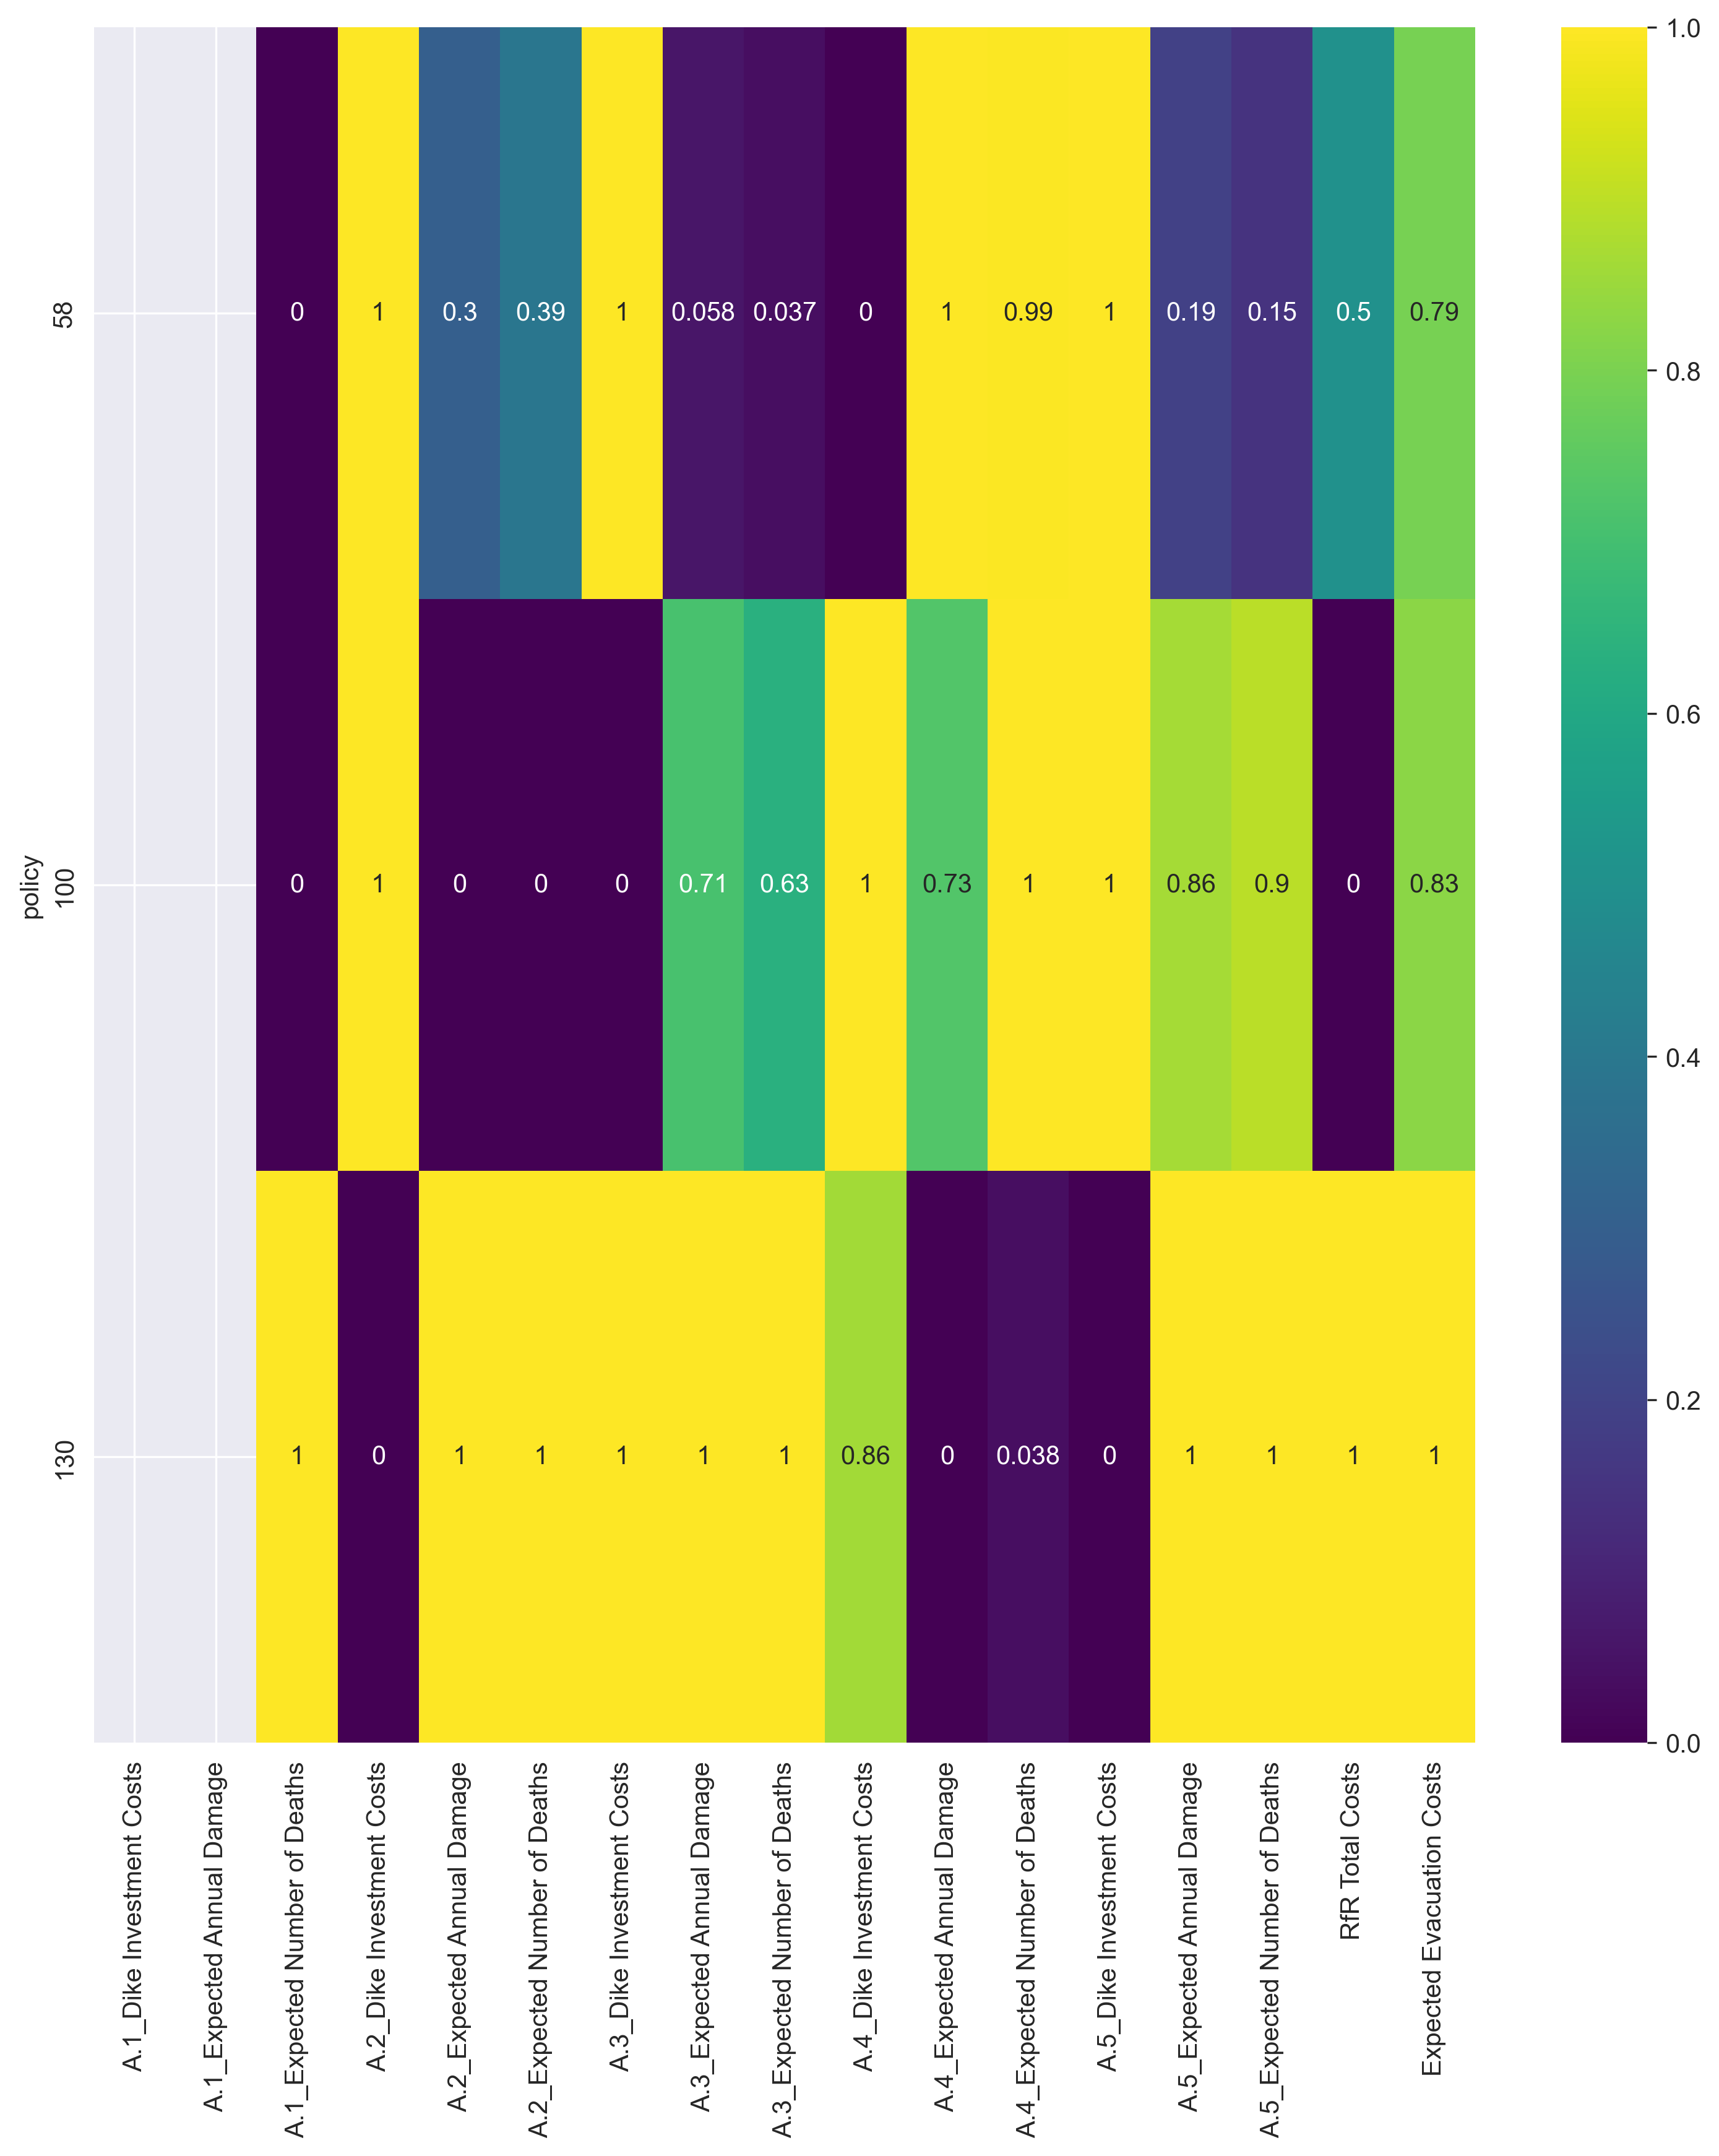 policy
58
0 1 0.3 0.39 1 0.058 0.037 0 1 0.99 1 0.19 0.15 0.5 0.79
100
0 1 0 0 0 0.71 0.63 1 0.73 1 1 0.86 0.9 0 0.83
130
1 0 1 1 1 1 1 0.86 0 0.038 0 1 1 1 1
A.1_Dike Investment Costs
A.1_Expected Annual Damage
A.1_Expected Number of Deaths
A.2_Dike Investment Costs
A.2_Expected Annual Damage
A.2_Expected Number of Deaths
A.3_Dike Investment Costs
A.3_Expected Annual Damage
A.3_Expected Number of Deaths
A.4_Dike Investment Costs
A.4_Expected Annual Damage
A.4_Expected Number of Deaths
A.5_Dike Investment Costs
A.5_Expected Annual Damage
A.5_Expected Number of Deaths
RfR Total Costs
Expected Evacuation Costs
1.0
0.8
0.6
0.4
0.2
0.0